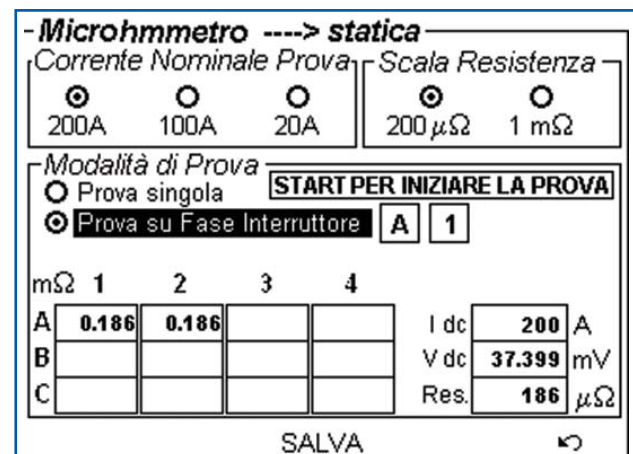 Microhmmetro ----> statica
Corrente Nominale Prova Scala Resistenza
200A 100A 20A 200 μΩ 1 mΩ
Modalità di Prova
Prova singola START PER INIZIARE LA PROVA
Prova su Fase Interruttore A 1
mΩ 1 2 3 4
A 0.186 0.186 I dc 200 A
B V dc 37.399 mV
C Res. 186 μΩ
SALVA